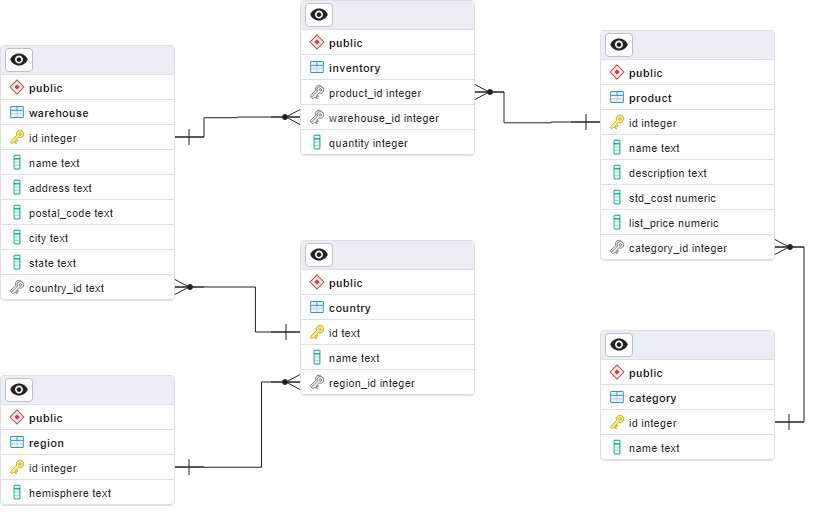 public
warehouse
id integer
name text
address text
postal_code text
city text
state text
country_id text
public
inventory
product_id integer
warehouse_id integer
quantity integer
public
product
id integer
name text
description text
std_cost numeric
list_price numeric
category_id integer
public
country
id text
name text
region_id integer
public
region
id integer
hemisphere text
public
category
id integer
name text